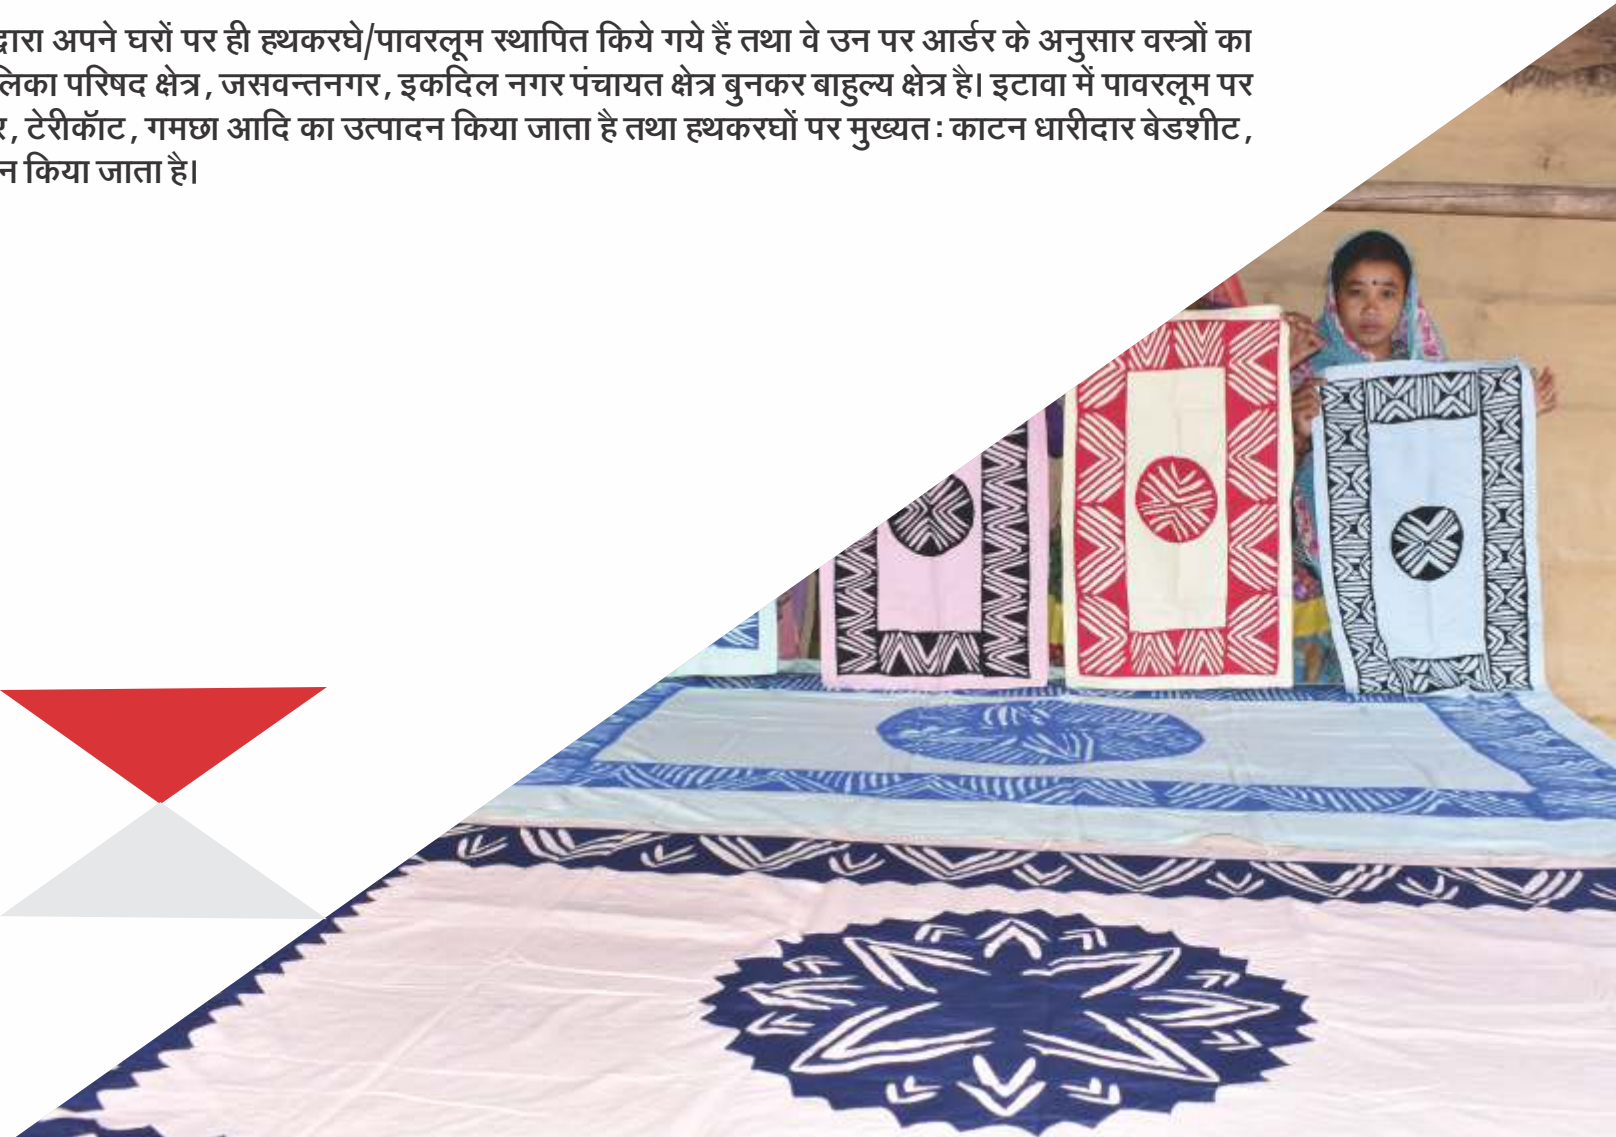 द्वारा अपने घरों पर ही हथकरघे/पावरलूम स्थापित किये गये हैं तथा वे उन पर आर्डर के अनुसार वस्त्रों का
परिषद क्षेत्र, जसवन्तनगर, इकदिल नगर पंचायत क्षेत्र बुनकर बाहुल्य क्षेत्र है। इटावा में पावरलूम पर
टेरीकॉट, गमछा आदि का उत्पादन किया जाता है तथा हथकरघों पर मुख्यत: काटन धारीदार बेडशीट,
किया जाता है।